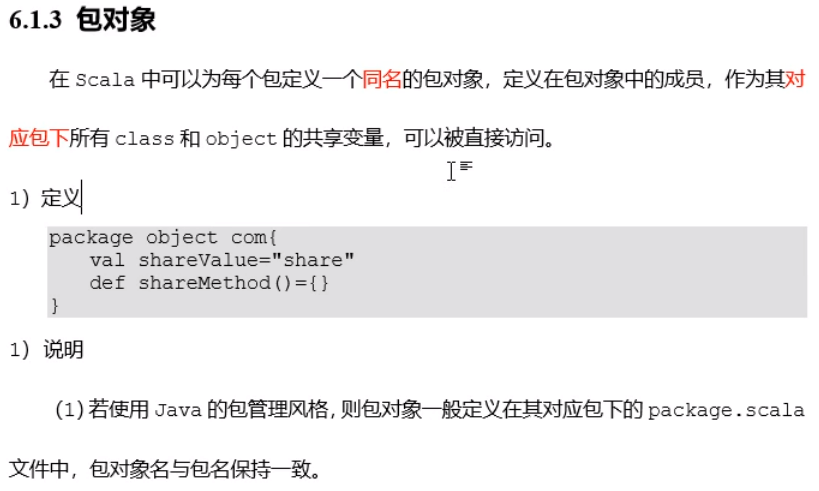 6.1.3 包对象
在 Scala 中可以为每个包定义一个同名的包对象，定义在包对象中的成员，作为其对
应包下所有 class 和 object 的共享变量，可以被直接访问。
1) 定义
package object com{
val shareValue="share"
def shareMethod()={}
}
1) 说明
(1)若使用 Java 的包管理风格，则包对象一般定义在其对应包下的 package.scala
文件中，包对象名与包名保持一致。